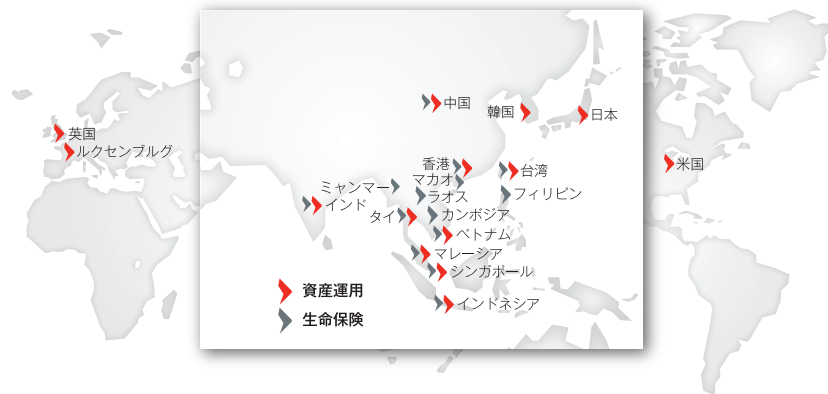 中国
韓国
日本
英国
ルクセンブルグ
米国
香港
台湾
マカオ
ミャンマー
ラオス
フィリピン
インド
タイ
カンボジア
ベトナム
マレーシア
シンガポール
資産運用
インドネシア
生命保険